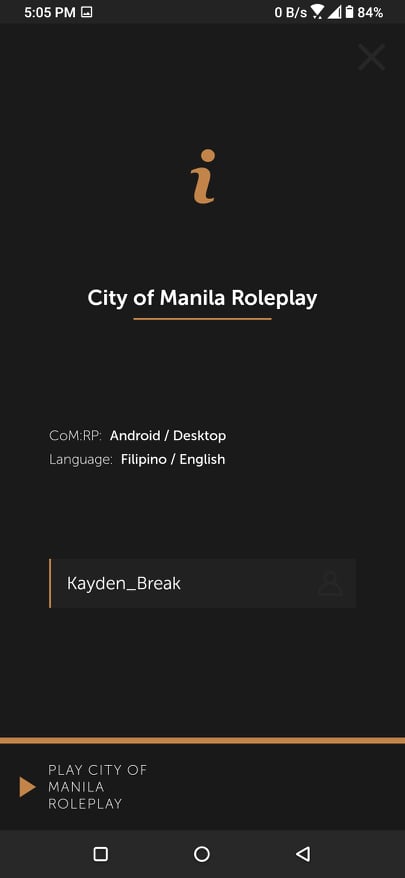 5:05 PM 0 B/s 84%
i
City of Manila Roleplay
CoM:RP: Android / Desktop
Language: Filipino / English
Kayden_Break
PLAY CITY OF
MANILA
ROLEPLAY